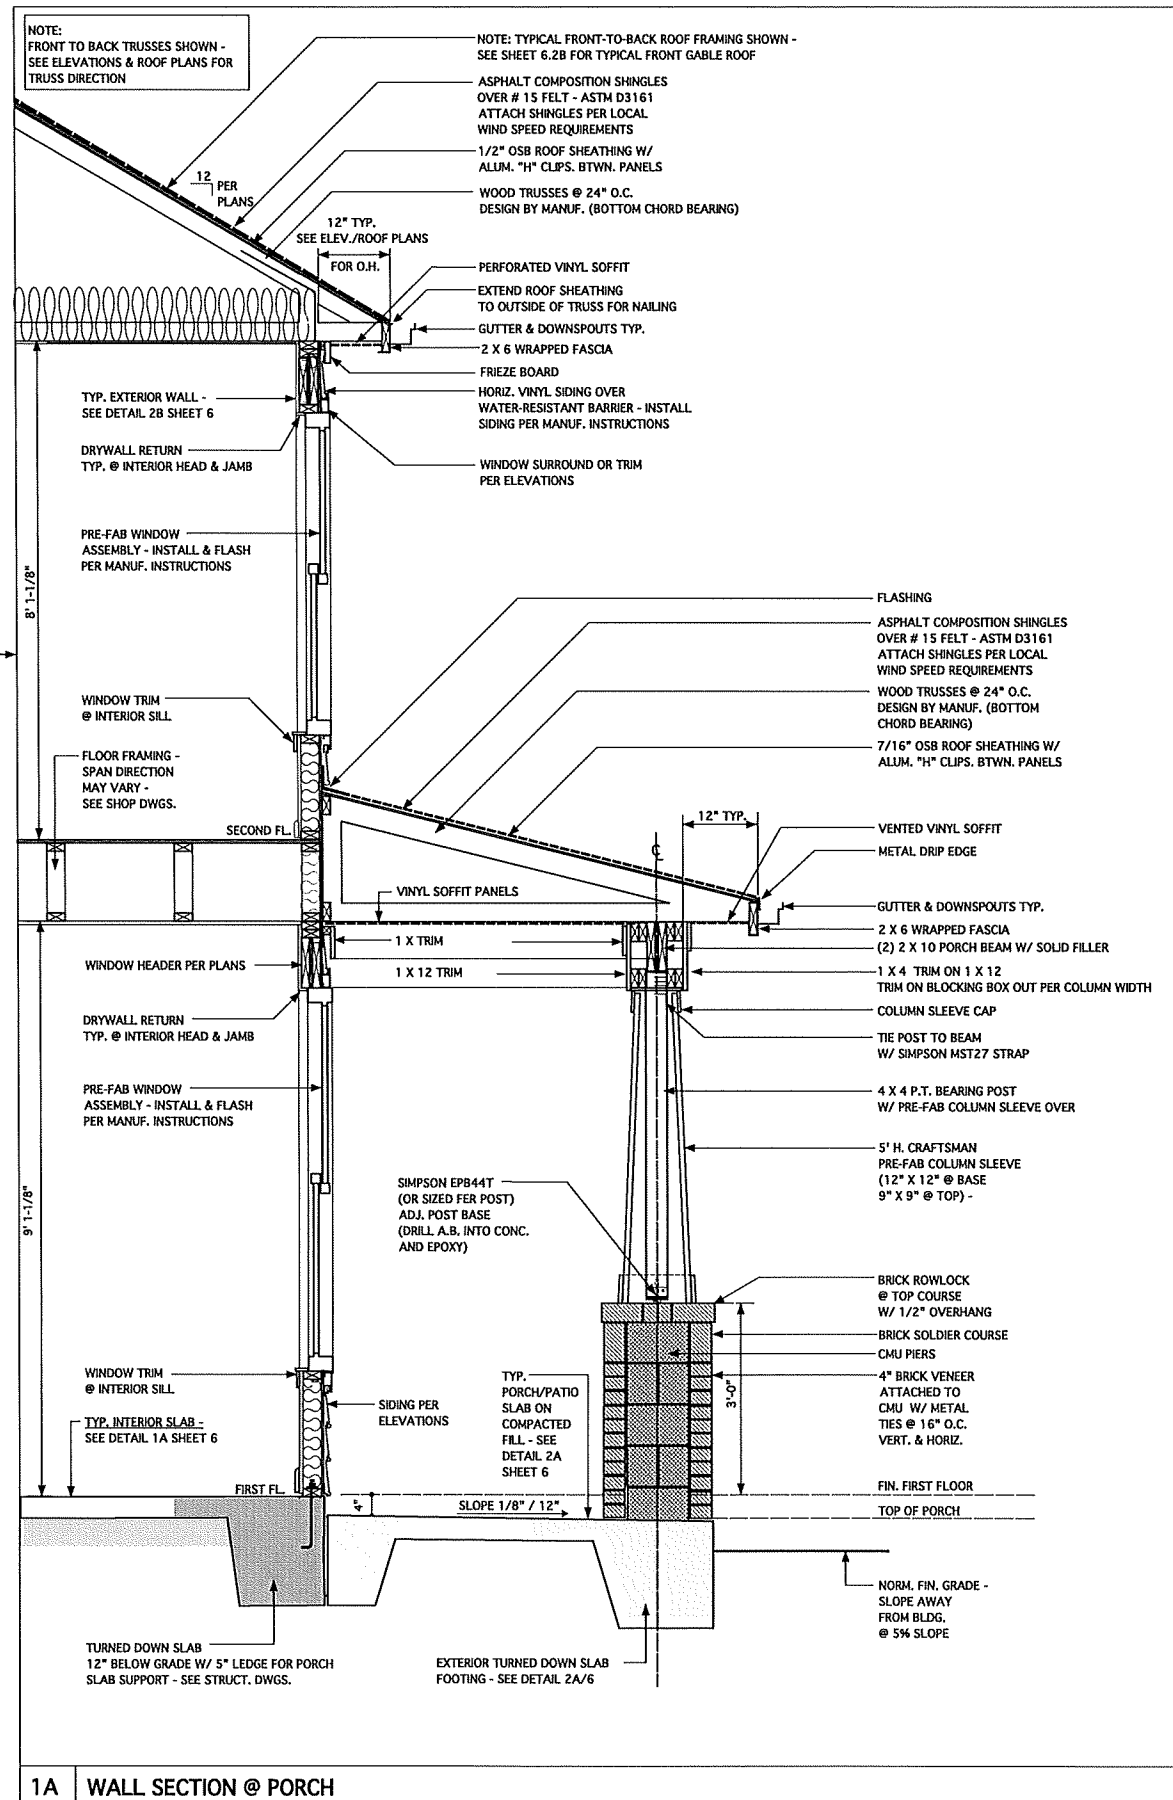 NOTE:
FRONT TO BACK TRUSSES SHOWN -
SEE ELEVATIONS & ROOF PLANS FOR
TRUSS DIRECTION
NOTE: TYPICAL FRONT-TO-BACK ROOF FRAMING SHOWN -
SEE SHEET 6.2B FOR TYPICAL FRONT GABLE ROOF
ASPHALT COMPOSITION SHINGLES
OVER # 15 FELT - ASTM D3161
ATTACH SHINGLES PER LOCAL
WIND SPEED REQUIREMENTS
1/2" OSB ROOF SHEATHING W/
ALUM. "H" CLIPS. BTWN. PANELS
12
PER
PLANS
WOOD TRUSSES @ 24" O.C.
DESIGN BY MANUF. (BOTTOM CHORD BEARING)
12" TYP.
SEE ELEV./ROOF PLANS
FOR O.H.
PERFORATED VINYL SOFFIT
EXTEND ROOF SHEATHING
TO OUTSIDE OF TRUSS FOR NAILING
GUTTER & DOWNSPOUTS TYP.
2 X 6 WRAPPED FASCIA
FRIEZE BOARD
HORIZ. VINYL SIDING OVER
WATER-RESISTANT BARRIER - INSTALL
SIDING PER MANUF. INSTRUCTIONS
TYP. EXTERIOR WALL -
SEE DETAIL 2B SHEET 6
DRYWALL RETURN
TYP. @ INTERIOR HEAD & JAMB
WINDOW SURROUND OR TRIM
PER ELEVATIONS
PRE-FAB WINDOW
ASSEMBLY - INSTALL & FLASH
PER MANUF. INSTRUCTIONS
8' 1-1/8"
FLASHING
ASPHALT COMPOSITION SHINGLES
OVER # 15 FELT - ASTM D3161
ATTACH SHINGLES PER LOCAL
WIND SPEED REQUIREMENTS
WOOD TRUSSES @ 24" O.C.
DESIGN BY MANUF. (BOTTOM
CHORD BEARING)
7/16" OSB ROOF SHEATHING W/
ALUM. "H" CLIPS. BTWN. PANELS
WINDOW TRIM
@ INTERIOR SILL
FLOOR FRAMING -
SPAN DIRECTION
MAY VARY -
SEE SHOP DWGS.
SECOND FL.
12" TYP.
VENTED VINYL SOFFIT
METAL DRIP EDGE
VINYL SOFFIT PANELS
GUTTER & DOWNSPOUTS TYP.
2 X 6 WRAPPED FASCIA
1 X TRIM
(2) 2 X 10 PORCH BEAM W/ SOLID FILLER
WINDOW HEADER PER PLANS
1 X 12 TRIM
1 X 4 TRIM ON 1 X 12
TRIM ON BLOCKING BOX OUT PER COLUMN WIDTH
COLUMN SLEEVE CAP
DRYWALL RETURN
TYP. @ INTERIOR HEAD & JAMB
TIE POST TO BEAM
W/ SIMPSON MST27 STRAP
PRE-FAB WINDOW
ASSEMBLY - INSTALL & FLASH
PER MANUF. INSTRUCTIONS
4 X 4 P.T. BEARING POST
W/ PRE-FAB COLUMN SLEEVE OVER
5' H. CRAFTSMAN
PRE-FAB COLUMN SLEEVE
(12" X 12" @ BASE
9" X 9" @ TOP) -
SIMPSON EPB44T
(OR SIZED FER POST)
ADJ. POST BASE
(DRILL A.B. INTO CONC.
AND EPOXY)
9' 1-1/8"
BRICK ROWLOCK
@ TOP COURSE
W/ 1/2" OVERHANG
BRICK SOLDIER COURSE
CMU PIERS
4" BRICK VENEER
ATTACHED TO
CMU W/ METAL
TIES @ 16" O.C.
VERT. & HORIZ.
3'-0"
WINDOW TRIM
@ INTERIOR SILL
TYP.
PORCH/PATIO
SLAB ON
COMPACTED
FILL - SEE
DETAIL 2A
SHEET 6
SIDING PER
ELEVATIONS
TYP. INTERIOR SLAB -
SEE DETAIL 1A SHEET 6
FIRST FL.
4"
SLOPE 1/8" / 12"
FIN. FIRST FLOOR
TOP OF PORCH
NORM. FIN. GRADE -
SLOPE AWAY
FROM BLDG.
@ 5% SLOPE
TURNED DOWN SLAB
12" BELOW GRADE W/ 5" LEDGE FOR PORCH
SLAB SUPPORT - SEE STRUCT. DWGS.
EXTERIOR TURNED DOWN SLAB
FOOTING - SEE DETAIL 2A/6
1A WALL SECTION @ PORCH